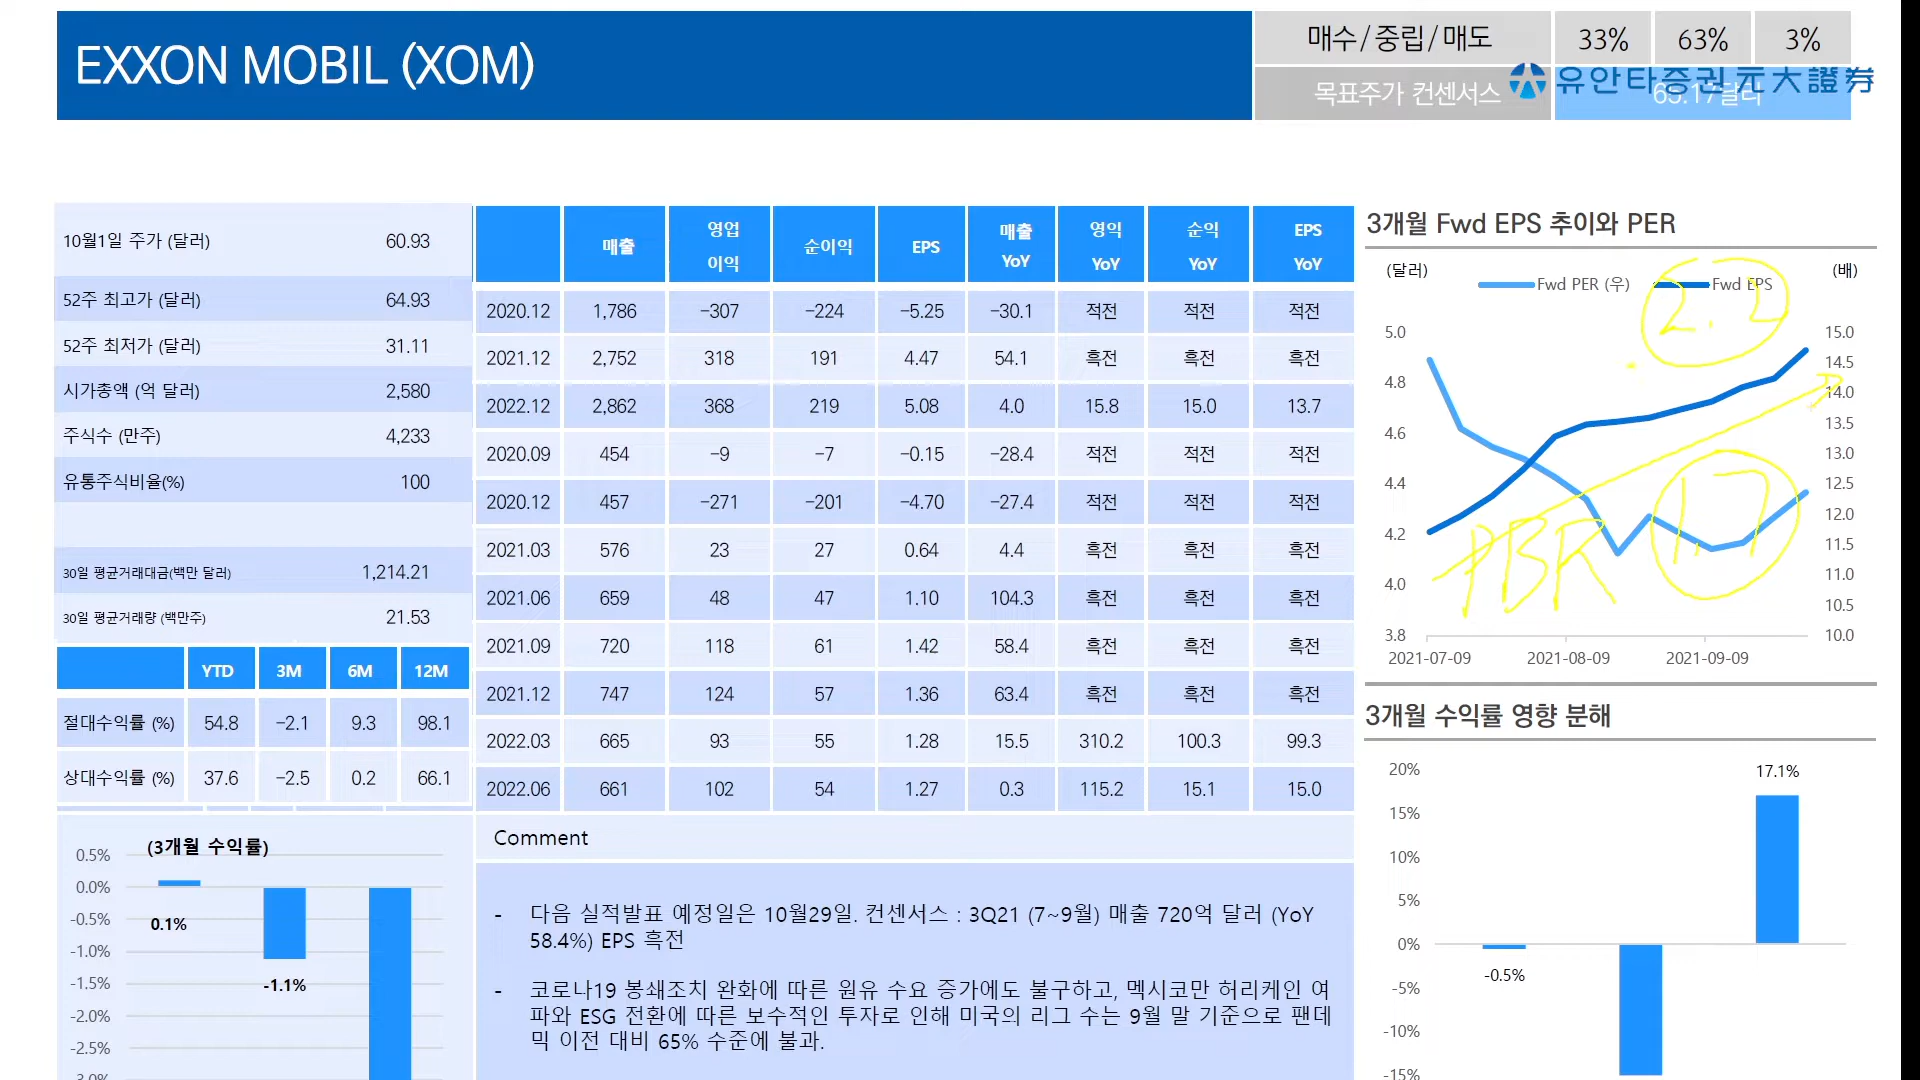 EXXON MOBIL (XOM)
매수/중립/매도 33% 63% 3%
목표주가 컨센서스 65.17달러
유안타증권 元大證券
10월1일 주가 (달러) 60.93
52주 최고가 (달러) 64.93
52주 최저가 (달러) 31.11
시가총액 (억 달러) 2,580
주식수 (만주) 4,233
유통주식비율(%) 100
30일 평균거래대금(백만 달러) 1,214.21
30일 평균거래량 (백만주) 21.53
YTD 3M 6M 12M
절대수익률 (%) 54.8 -2.1 9.3 98.1
상대수익률 (%) 37.6 -2.5 0.2 66.1
(3개월 수익률)
0.5%
0.0%
-0.5%
-1.0%
-1.5%
-2.0%
-2.5%
-3.0%
0.1%
-1.1%
매출 영업이익 순이익 EPS 매출 YoY 영익 YoY 순익 YoY EPS YoY
2020.12 1,786 -307 -224 -5.25 -30.1 적전 적전 적전
2021.12 2,752 318 191 4.47 54.1 흑전 흑전 흑전
2022.12 2,862 368 219 5.08 4.0 15.8 15.0 13.7
2020.09 454 -9 -7 -0.15 -28.4 적전 적전 적전
2020.12 457 -271 -201 -4.70 -27.4 적전 적전 적전
2021.03 576 23 27 0.64 4.4 흑전 흑전 흑전
2021.06 659 48 47 1.10 104.3 흑전 흑전 흑전
2021.09 720 118 61 1.42 58.4 흑전 흑전 흑전
2021.12 747 124 57 1.36 63.4 흑전 흑전 흑전
2022.03 665 93 55 1.28 15.5 310.2 100.3 99.3
2022.06 661 102 54 1.27 0.3 115.2 15.1 15.0
Comment
- 다음 실적발표 예정일은 10월29일. 컨센서스 : 3Q21 (7~9월) 매출 720억 달러 (YoY
58.4%) EPS 흑전
- 코로나19 봉쇄조치 완화에 따른 원유 수요 증가에도 불구하고, 멕시코만 허리케인 여
파와 ESG 전환에 따른 보수적인 투자로 인해 미국의 리그 수는 9월 말 기준으로 팬데
믹 이전 대비 65% 수준에 불과.
3개월 Fwd EPS 추이와 PER
(달러) (배)
Fwd PER (우) Fwd EPS
5.0
4.8
4.6
4.4
4.2
4.0
3.8
15.0
14.5
14.0
13.5
13.0
12.5
12.0
11.5
11.0
10.5
10.0
2021-07-09 2021-08-09 2021-09-09
2.2
PBR 1.7
3개월 수익률 영향 분해
20%
15%
10%
5%
0%
-5%
-10%
-15%
-0.5%
17.1%